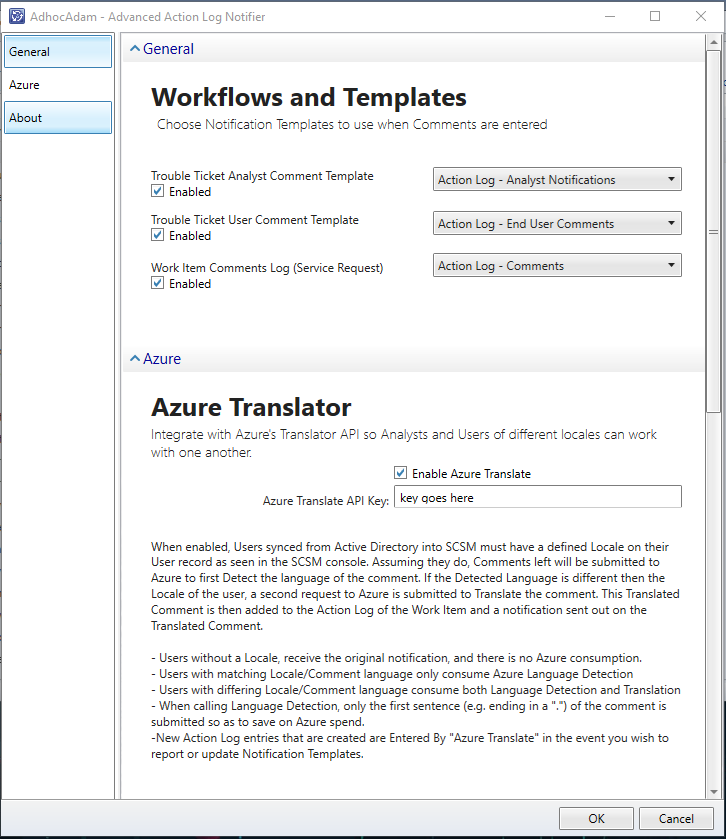 AdhocAdam - Advanced Action Log Notifier
General
Azure
About
General
Workflows and Templates
Choose Notification Templates to use when Comments are entered
Trouble Ticket Analyst Comment Template
Enabled
Action Log - Analyst Notifications
Trouble Ticket User Comment Template
Enabled
Action Log - End User Comments
Work Item Comments Log (Service Request)
Enabled
Action Log - Comments
Azure
Azure Translator
Integrate with Azure's Translator API so Analysts and Users of different locales can work
with one another.
Enable Azure Translate
Azure Translate API Key:
key goes here
When enabled, Users synced from Active Directory into SCSM must have a defined Locale on their
User record as seen in the SCSM console. Assuming they do, Comments left will be submitted to
Azure to first Detect the language of the comment. If the Detected Language is different then the
Locale of the user, a second request to Azure is submitted to Translate the comment. This Translated
Comment is then added to the Action Log of the Work Item and a notification sent out on the
Translated Comment.
- Users without a Locale, receive the original notification, and there is no Azure consumption.
- Users with matching Locale/Comment language only consume Azure Language Detection
- Users with differing Locale/Comment language consume both Language Detection and Translation
- When calling Language Detection, only the first sentence (e.g. ending in a ".") of the comment is
submitted so as to save on Azure spend.
-New Action Log entries that are created are Entered By "Azure Translate" in the event you wish to
report or update Notification Templates.
OK
Cancel